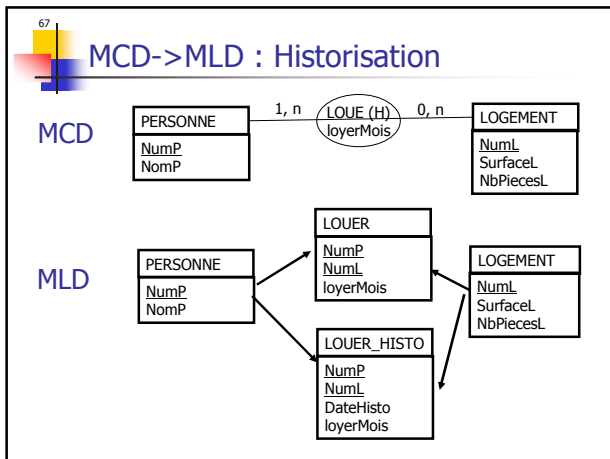 67
MCD->MLD : Historisation
MCD
PERSONNE
NumP
NomP
1, n
LOUE (H)
loyerMois
0, n
LOGEMENT
NumL
SurfaceL
NbPiecesL
MLD
PERSONNE
NumP
NomP
LOUER
NumP
NumL
loyerMois
LOGEMENT
NumL
SurfaceL
NbPiecesL
LOUER_HISTO
NumP
NumL
DateHisto
loyerMois